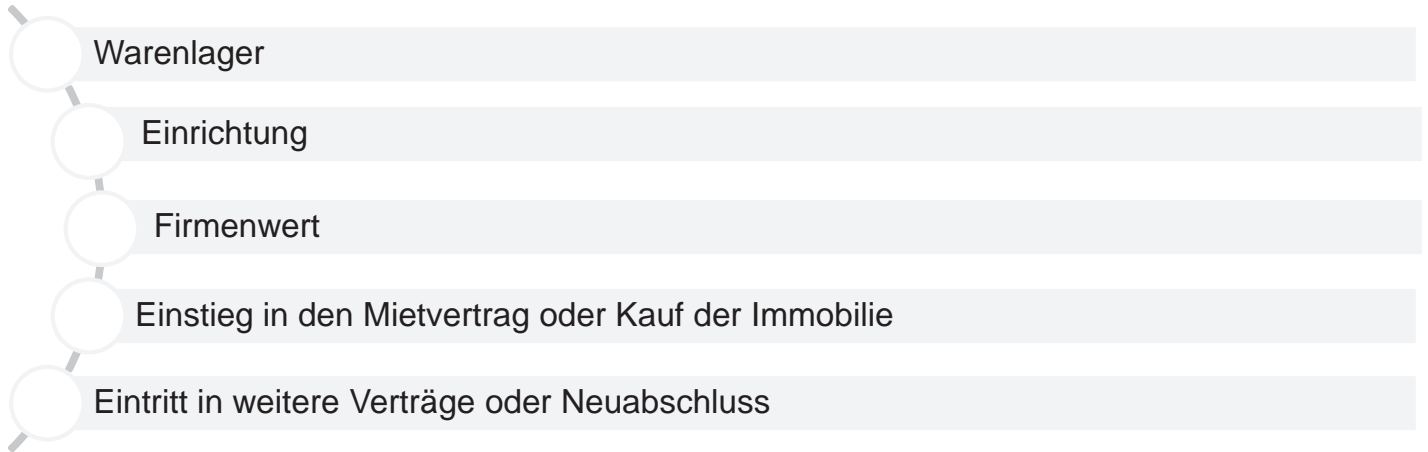 Warenlager
Einrichtung
Firmenwert
Einstieg in den Mietvertrag oder Kauf der Immobilie
Eintritt in weitere Verträge oder Neuabschluss